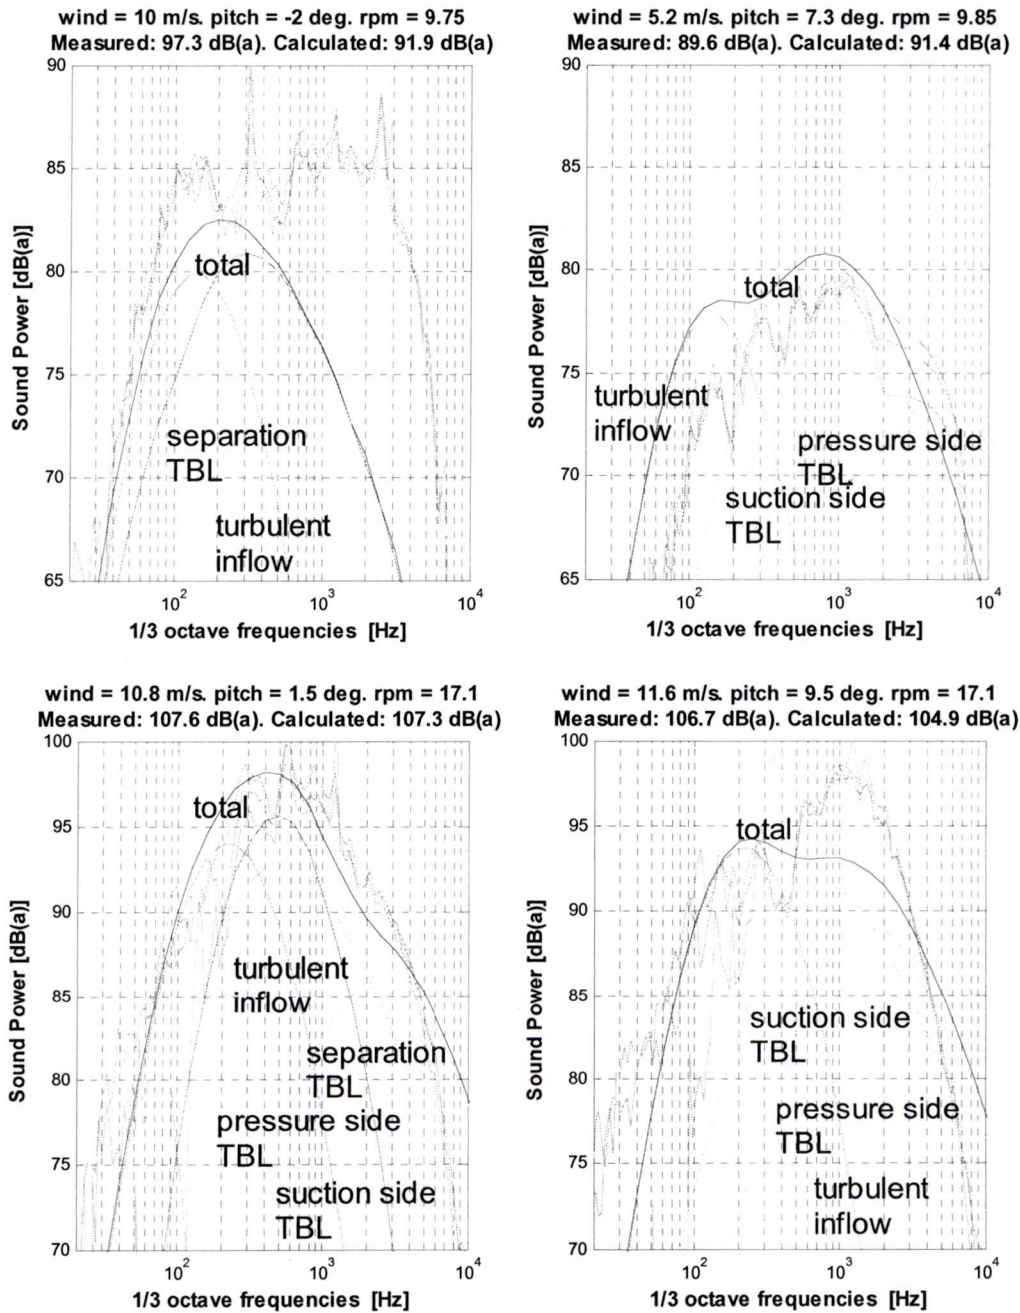 wind = 10 m/s. pitch = -2 deg. rpm = 9.75
Measured: 97.3 dB(a). Calculated: 91.9 dB(a)
90
85
80
75
70
65
Sound Power [dB(a)]
total
separation
TBL
turbulent
inflow
10^2
10^3
10^4
1/3 octave frequencies [Hz]
wind = 5.2 m/s. pitch = 7.3 deg. rpm = 9.85
Measured: 89.6 dB(a). Calculated: 91.4 dB(a)
90
85
80
75
70
65
Sound Power [dB(a)]
total
turbulent
inflow
pressure side
TBL
suction side
TBL
10^2
10^3
10^4
1/3 octave frequencies [Hz]
wind = 10.8 m/s. pitch = 1.5 deg. rpm = 17.1
Measured: 107.6 dB(a). Calculated: 107.3 dB(a)
100
95
90
85
80
75
70
Sound Power [dB(a)]
total
turbulent
inflow
separation
TBL
pressure side
TBL
suction side
TBL
10^2
10^3
10^4
1/3 octave frequencies [Hz]
wind = 11.6 m/s. pitch = 9.5 deg. rpm = 17.1
Measured: 106.7 dB(a). Calculated: 104.9 dB(a)
100
95
90
85
80
75
70
Sound Power [dB(a)]
total
suction side
TBL
pressure side
TBL
turbulent
inflow
10^2
10^3
10^4
1/3 octave frequencies [Hz]